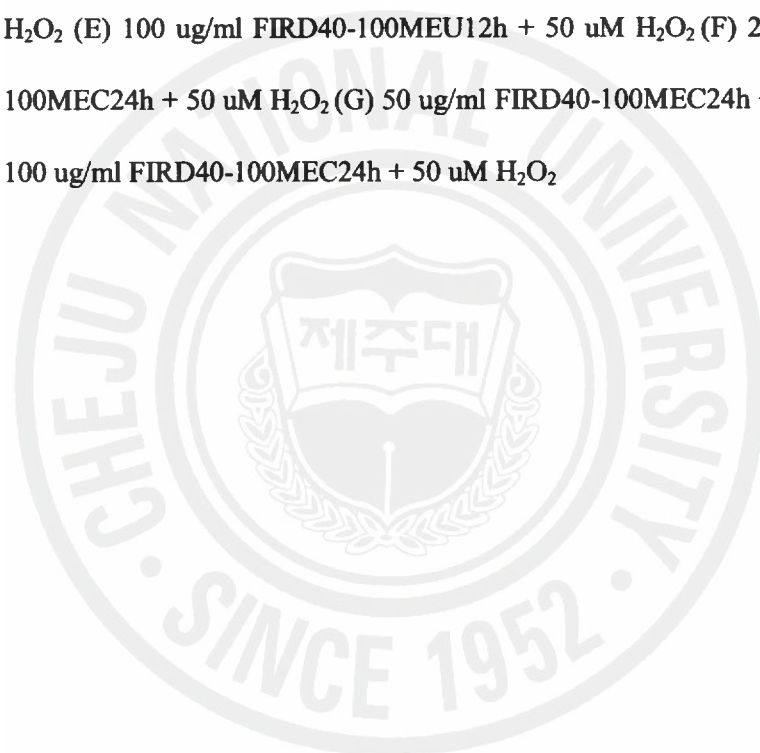 H₂O₂ (E) 100 ug/ml FIRD40-100MEU12h + 50 uM H₂O₂ (F) 2
100MEC24h + 50 uM H₂O₂ (G) 50 ug/ml FIRD40-100MEC24h
100 ug/ml FIRD40-100MEC24h + 50 uM H₂O₂
CHEJU NATIONAL UNIVERSITY
제주대
SINCE 1952